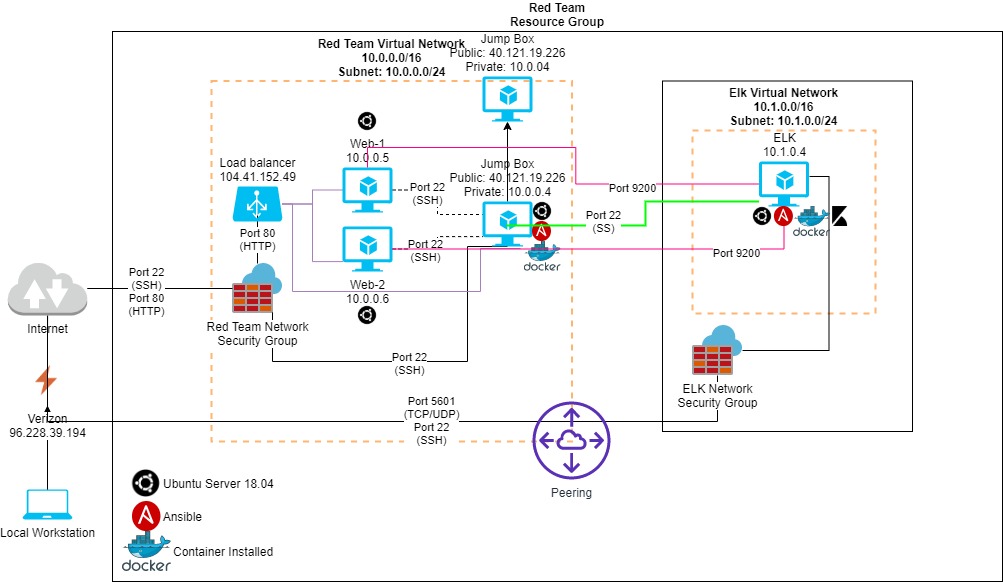 Red Team
Resource Group
Red Team Virtual Network
10.0.0.0/16
Subnet: 10.0.0.0/24
Jump Box
Public: 40.121.19.226
Private: 10.0.04
Elk Virtual Network
10.1.0.0/16
Subnet: 10.1.0.0/24
ELK
10.1.0.4
Web-1
10.0.0.5
Load balancer
104.41.152.49
Jump Box
Public: 40.121.19.226
Private: 10.0.0.4
Port 22
(SSH)
Port 9200
Port 22
(SS)
docker
Port 80
(HTTP)
Port 22
(SSH)
docker
Port 9200
Web-2
10.0.0.6
Port 22
(SSH)
Port 80
(HTTP)
Internet
Red Team Network
Security Group
Port 22
(SSH)
ELK Network
Security Group
Verizon
96.228.39.194
Port 5601
(TCP/UDP)
Port 22
(SSH)
Peering
Local Workstation
Ubuntu Server 18.04
Ansible
docker
Container Installed